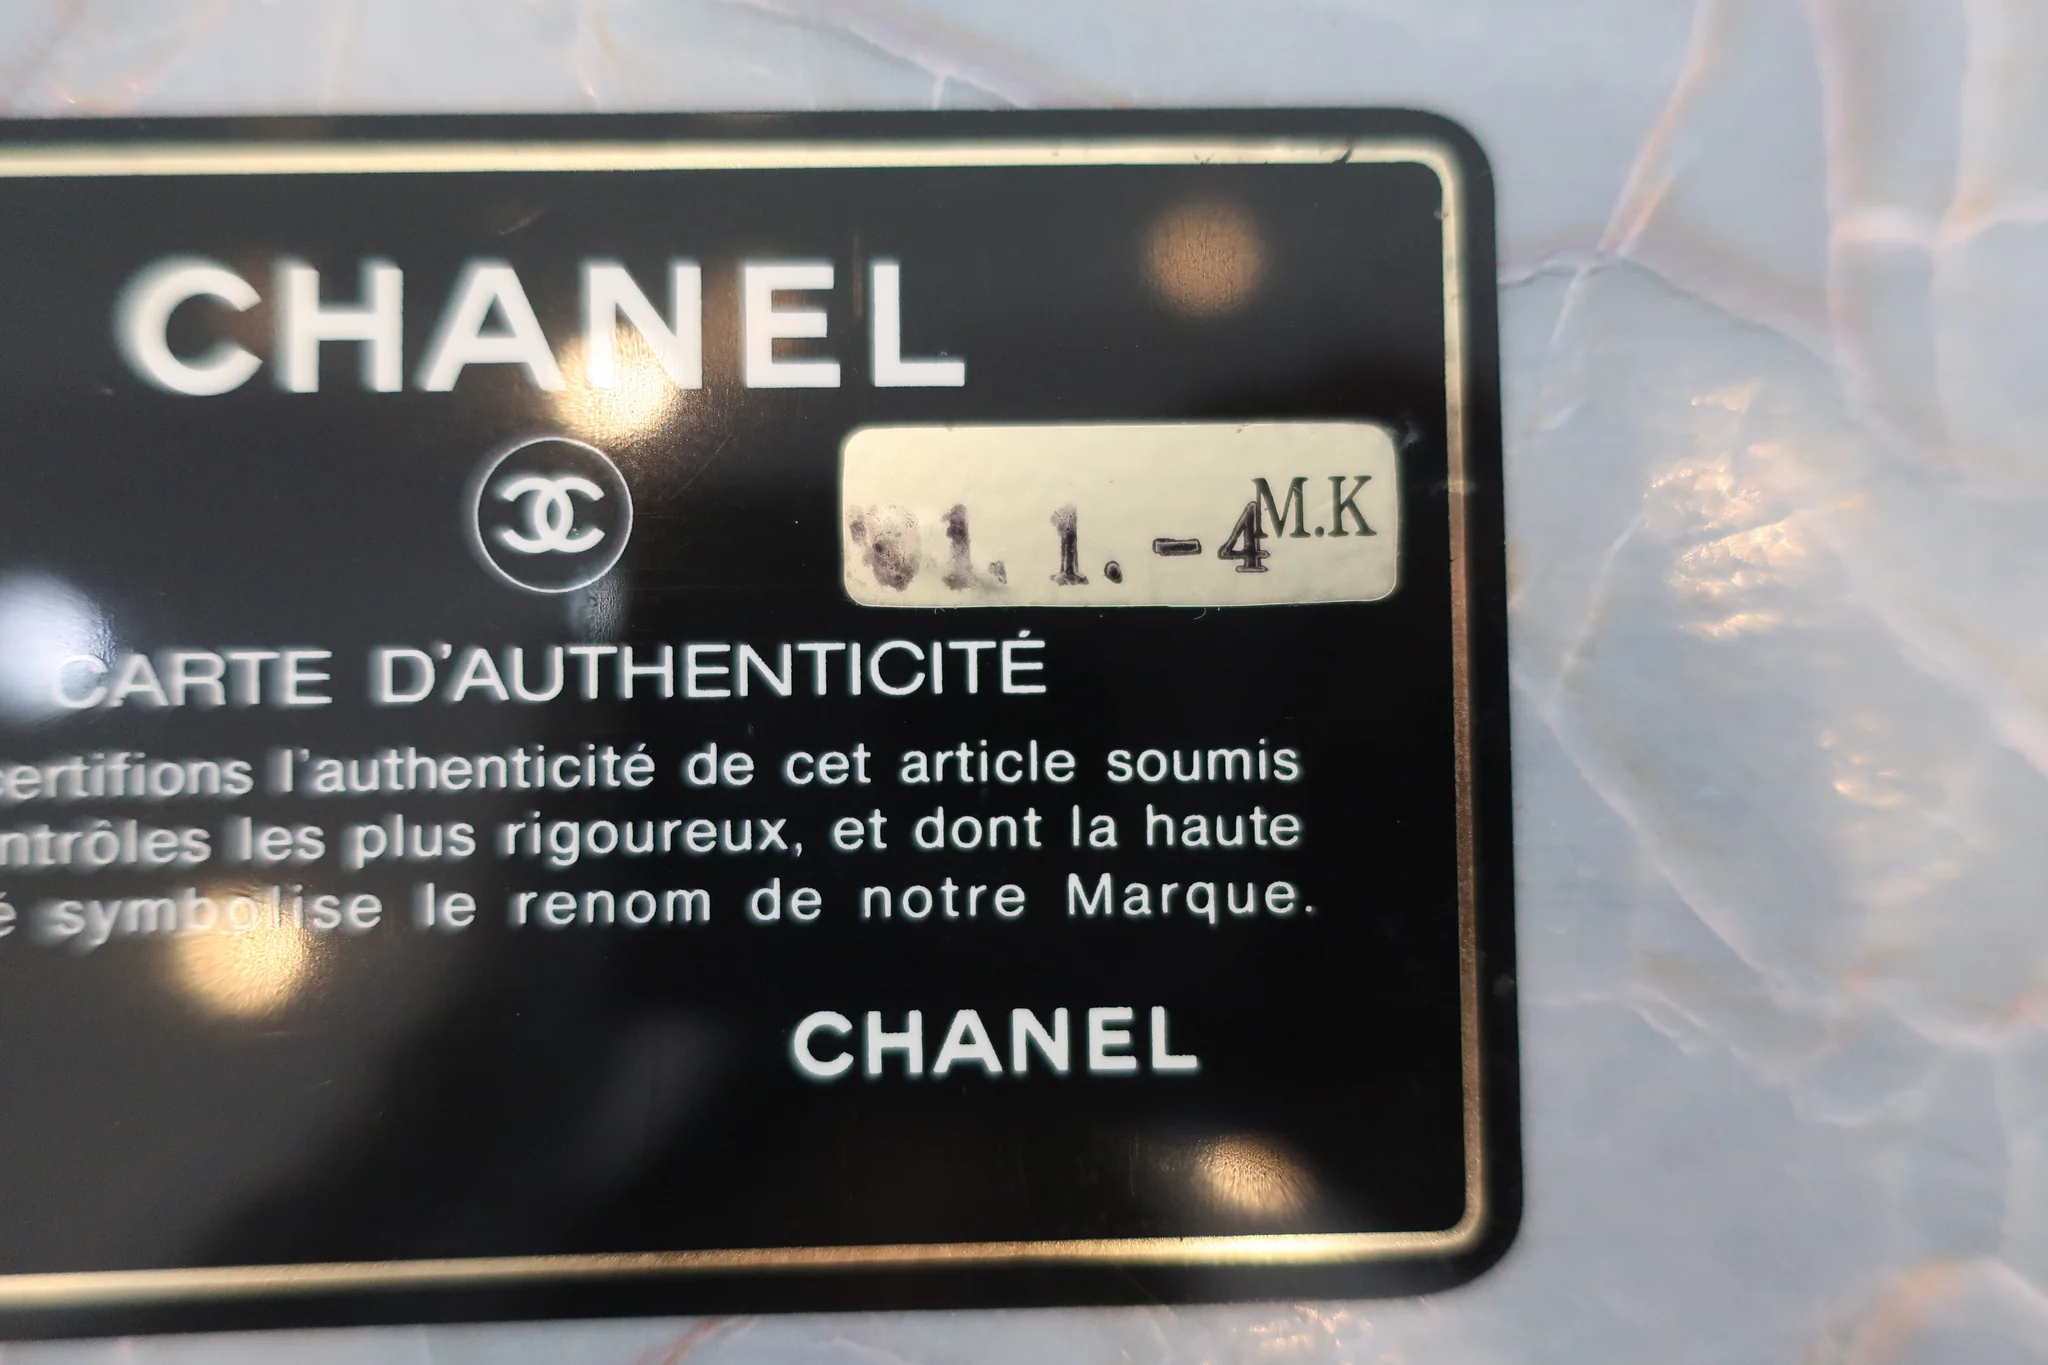 CHANEL
M.K
1. 1. -4
CARTE D'AUTHENTICITÉ
certifions l'authenticité de cet article soumis
ntrôles les plus rigoureux, et dont la haute
é symbolise le renom de notre Marque.
CHANEL